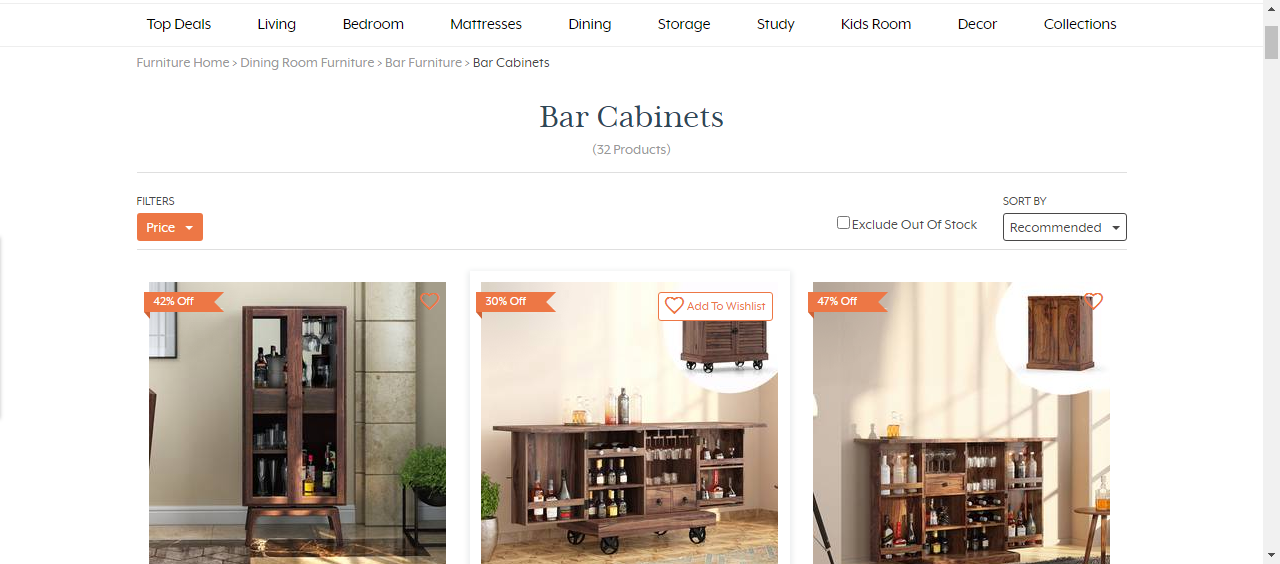 Top Deals Living Bedroom Mattresses Dining Storage Study Kids Room Decor Collections
Furniture Home > Dining Room Furniture > Bar Furniture > Bar Cabinets
Bar Cabinets
(32 Products)
FILTERS
Price
Exclude Out Of Stock
SORT BY
Recommended
42% Off
30% Off
Add To Wishlist
47% Off